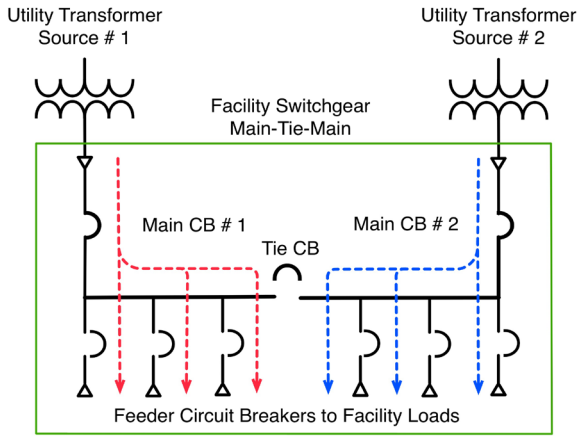 Utility Transformer
Source # 1
Utility Transformer
Source # 2
Facility Switchgear
Main-Tie-Main
Main CB # 1
Main CB # 2
Tie CB
Feeder Circuit Breakers to Facility Loads